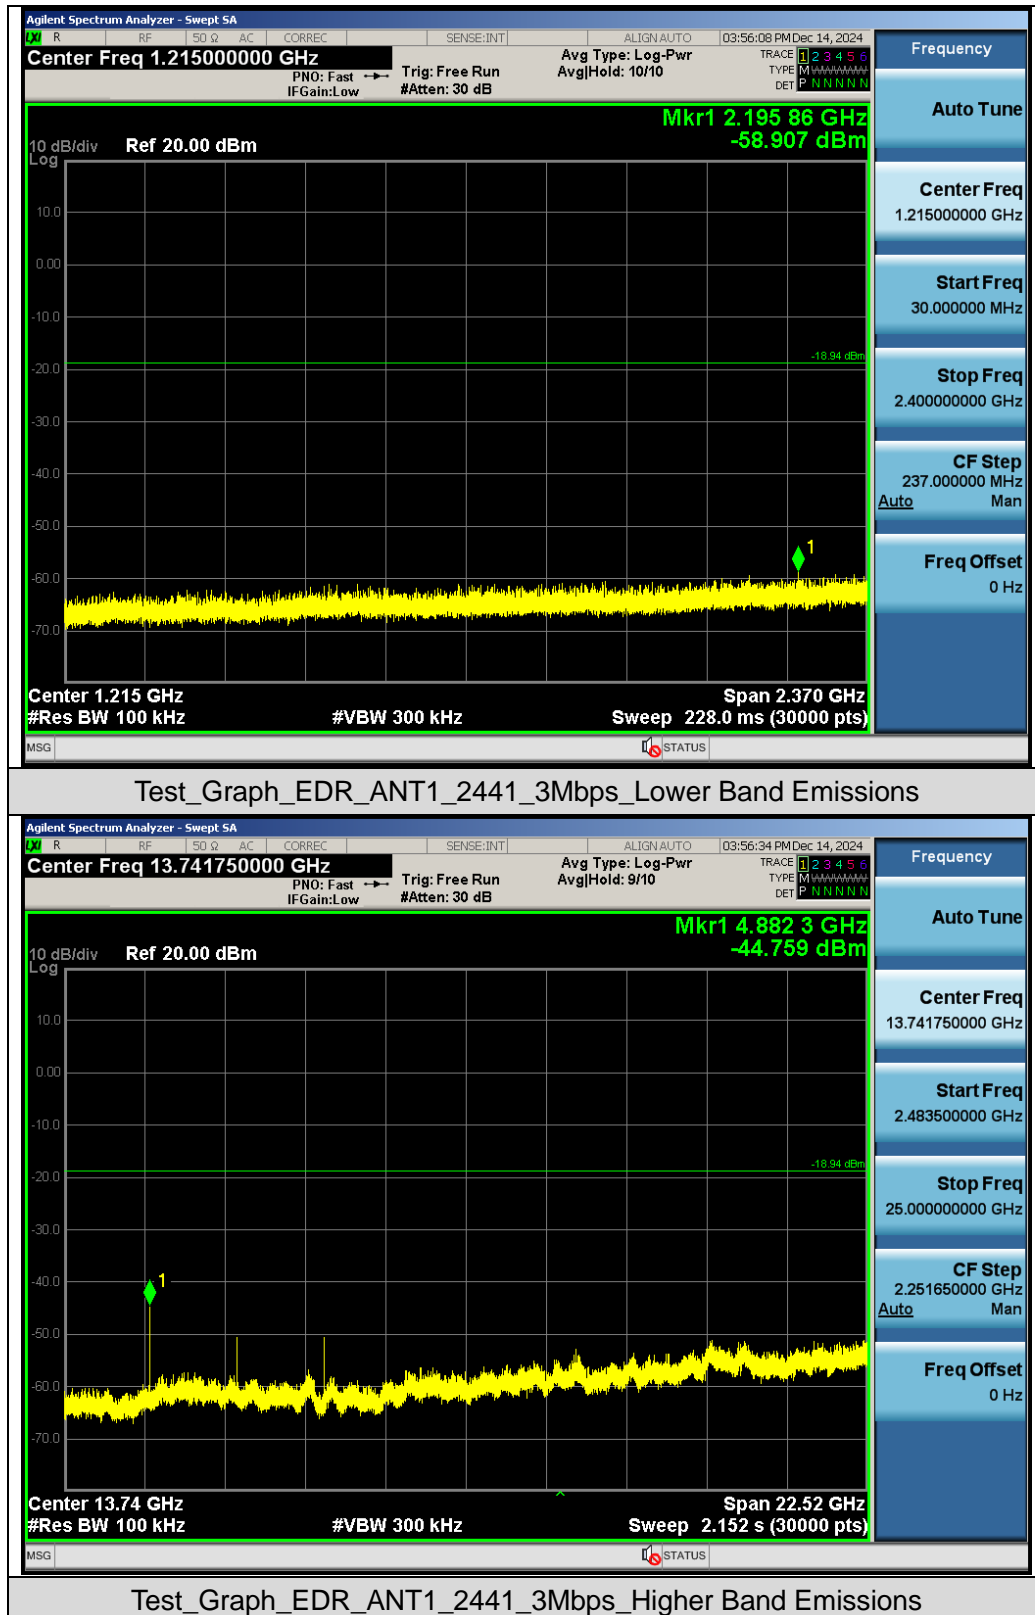 Agilent Spectrum Analyzer - Swept SA
LXI R RF 50 Ω AC CORREC SENSE:INT ALIGN AUTO 03:56:08 PM Dec 14, 2024
Center Freq 1.215000000 GHz
PNO: Fast
IFGain:Low
Trig: Free Run
#Atten: 30 dB
Avg Type: Log-Pwr
Avg|Hold: 10/10
TRACE 1 2 3 4 5 6
TYPE M
DET P N N N N N
Mkr1 2.195 86 GHz
-58.907 dBm
10 dB/div Ref 20.00 dBm
Log
10.0
0.00
-10.0
-18.94 dBm
-20.0
-30.0
-40.0
-50.0
1
-60.0
-70.0
Center 1.215 GHz Span 2.370 GHz
#Res BW 100 kHz #VBW 300 kHz Sweep 228.0 ms (30000 pts)
MSG STATUS
Frequency
Auto Tune
Center Freq
1.215000000 GHz
Start Freq
30.000000 MHz
Stop Freq
2.400000000 GHz
CF Step
237.000000 MHz
Auto Man
Freq Offset
0 Hz
Test_Graph_EDR_ANT1_2441_3Mbps_Lower Band Emissions
Agilent Spectrum Analyzer - Swept SA
LXI R RF 50 Ω AC CORREC SENSE:INT ALIGN AUTO 03:56:34 PM Dec 14, 2024
Center Freq 13.741750000 GHz
PNO: Fast
IFGain:Low
Trig: Free Run
#Atten: 30 dB
Avg Type: Log-Pwr
Avg|Hold: 9/10
TRACE 1 2 3 4 5 6
TYPE M
DET P N N N N N
Mkr1 4.882 3 GHz
-44.759 dBm
10 dB/div Ref 20.00 dBm
Log
10.0
0.00
-10.0
-18.94 dBm
-20.0
-30.0
1
-40.0
-50.0
-60.0
-70.0
Center 13.74 GHz Span 22.52 GHz
#Res BW 100 kHz #VBW 300 kHz Sweep 2.152 s (30000 pts)
MSG STATUS
Frequency
Auto Tune
Center Freq
13.741750000 GHz
Start Freq
2.483500000 GHz
Stop Freq
25.000000000 GHz
CF Step
2.251650000 GHz
Auto Man
Freq Offset
0 Hz
Test_Graph_EDR_ANT1_2441_3Mbps_Higher Band Emissions